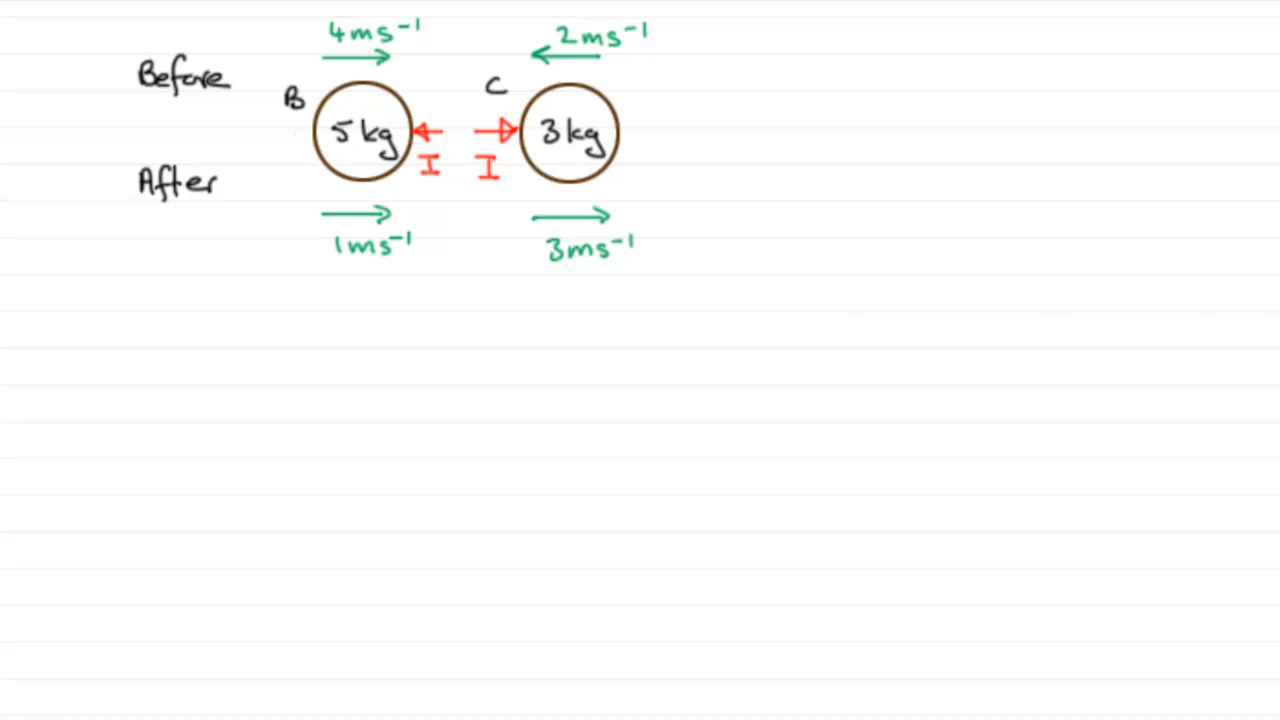 4ms⁻¹ 2ms⁻¹
Before
B C
5kg 3kg
I I
After
1ms⁻¹ 3ms⁻¹